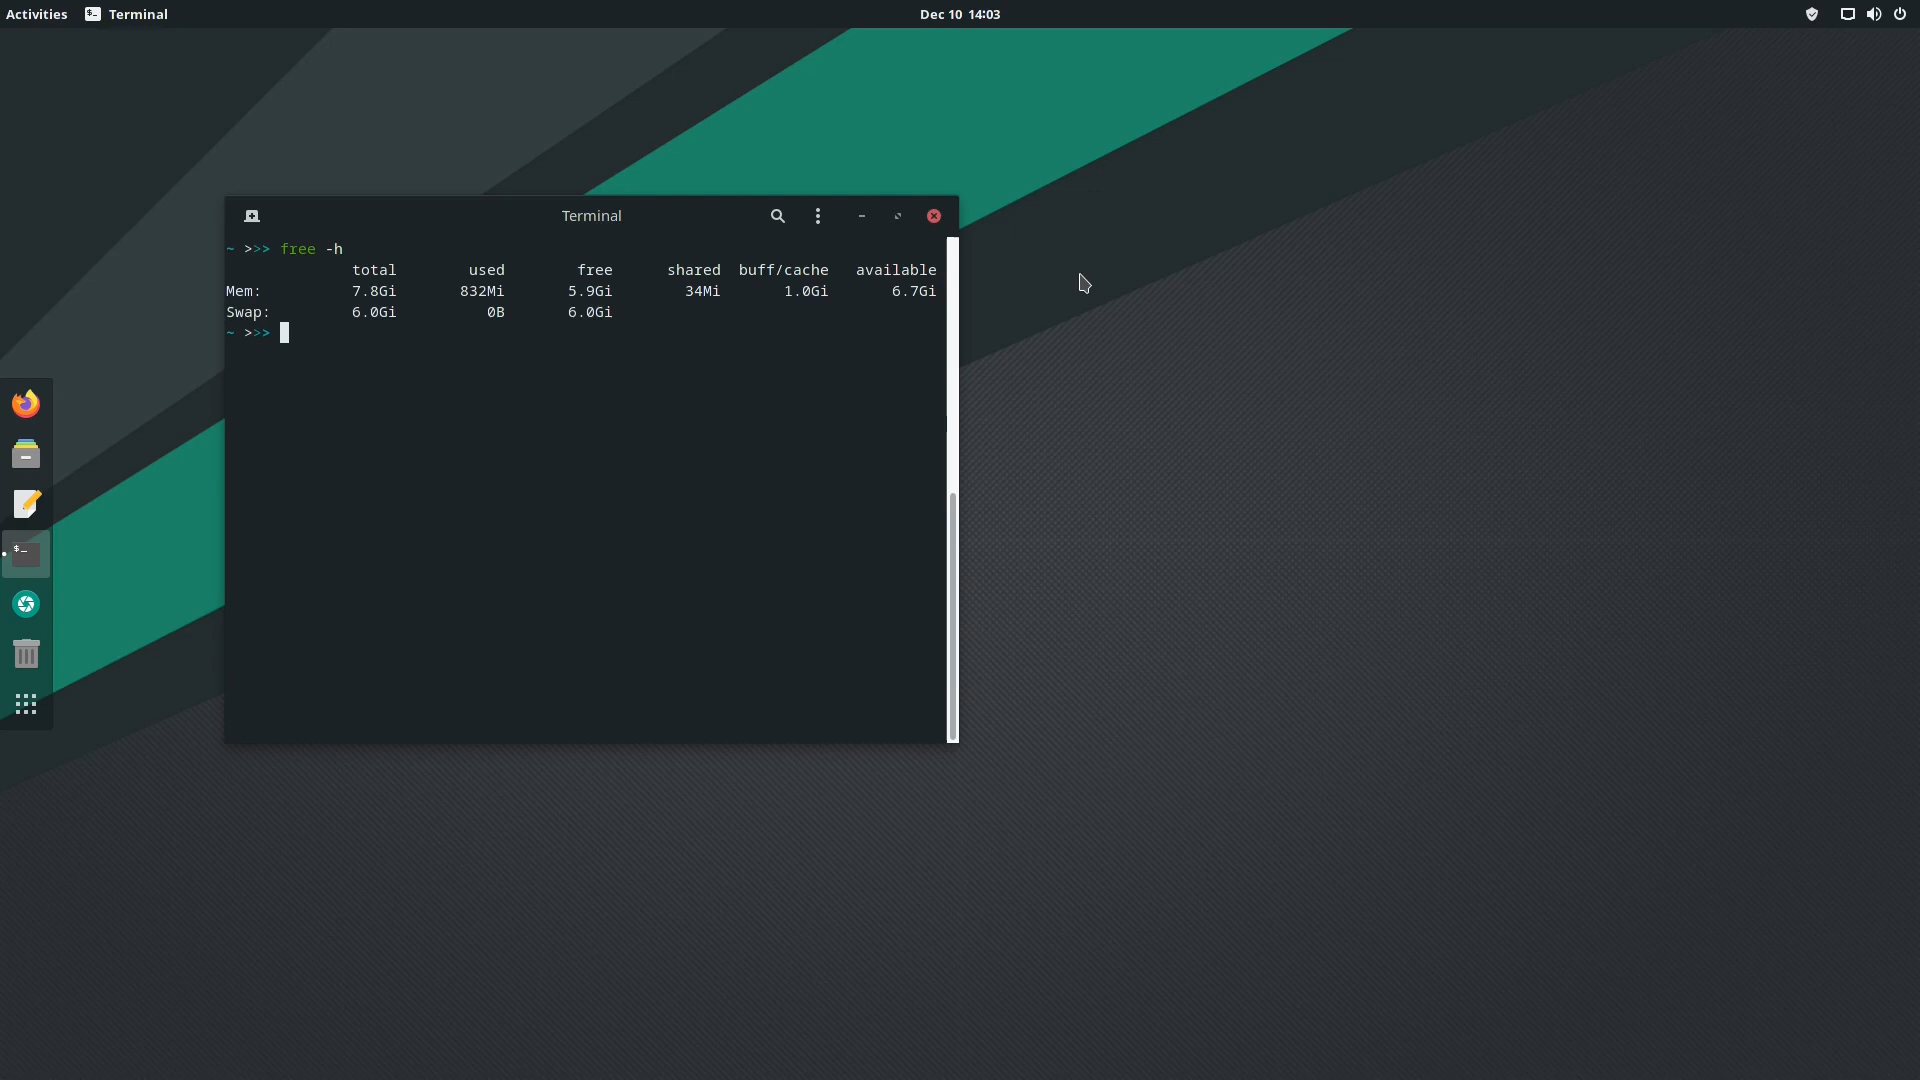 Activities Terminal Dec 10 14:03
Terminal
~ >>> free -h
total used free shared buff/cache available
Mem: 7.8Gi 832Mi 5.9Gi 34Mi 1.0Gi 6.7Gi
Swap: 6.0Gi 0B 6.0Gi
~ >>>